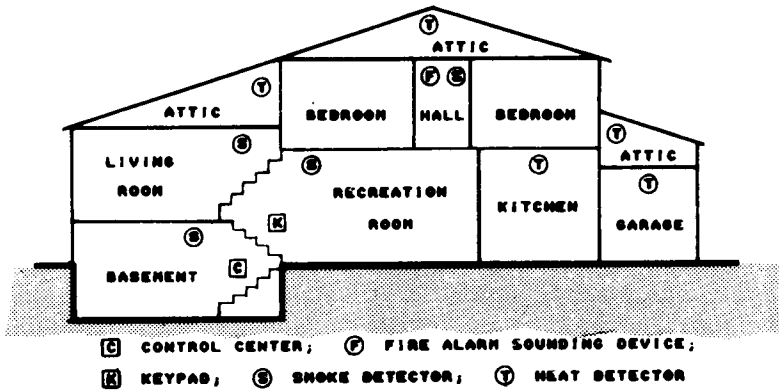 T
ATTIC
T
ATTIC
F S
BEDROOM HALL BEDROOM
T
ATTIC
S
LIVING
ROOM
S
RECREATION
ROOM
T
KITCHEN
T
GARAGE
K
S
BASEMENT
C
C CONTROL CENTER; F FIRE ALARM SOUNDING DEVICE;
K KEYPAD; S SMOKE DETECTOR; T HEAT DETECTOR